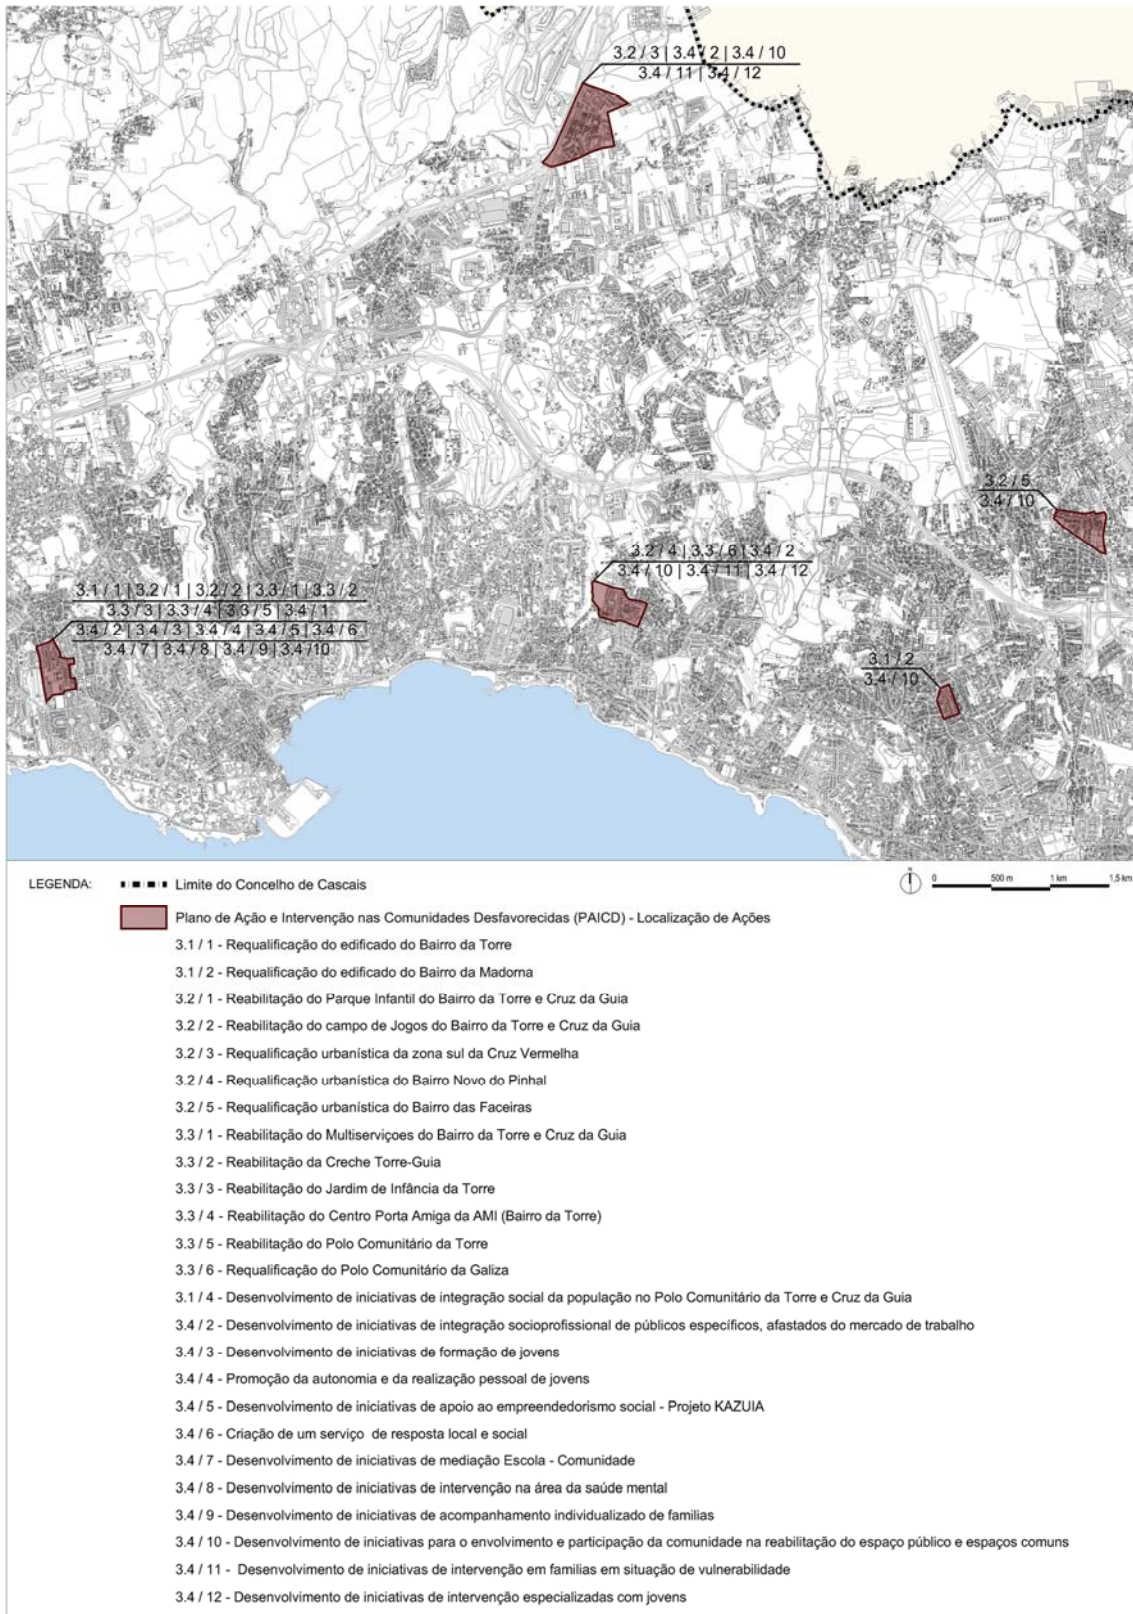 3.2 / 3 | 3.4 / 2 | 3.4 / 10
3.4 / 11 | 3.4 / 12
3.2 / 5
3.4 / 10
3.2 / 4 | 3.3 / 6 | 3.4 / 2
3.4 / 10 | 3.4 / 11 | 3.4 / 12
3.1 / 1 | 3.2 / 1 | 3.2 / 2 | 3.3 / 1 | 3.3 / 2
3.3 / 3 | 3.3 / 4 | 3.3 / 5 | 3.4 / 1
3.4 / 2 | 3.4 / 3 | 3.4 / 4 | 3.4 / 5 | 3.4 / 6
3.4 / 7 | 3.4 / 8 | 3.4 / 9 | 3.4 /10
3.1 / 2
3.4 / 10
LEGENDA: Limite do Concelho de Cascais
N 0 500 m 1 km 1,5 km
Plano de Ação e Intervenção nas Comunidades Desfavorecidas (PAICD) - Localização de Ações
3.1 / 1 - Requalificação do edificado do Bairro da Torre
3.1 / 2 - Requalificação do edificado do Bairro da Madorna
3.2 / 1 - Reabilitação do Parque Infantil do Bairro da Torre e Cruz da Guia
3.2 / 2 - Reabilitação do campo de Jogos do Bairro da Torre e Cruz da Guia
3.2 / 3 - Requalificação urbanística da zona sul da Cruz Vermelha
3.2 / 4 - Requalificação urbanística do Bairro Novo do Pinhal
3.2 / 5 - Requalificação urbanística do Bairro das Faceiras
3.3 / 1 - Reabilitação do Multiserviçoes do Bairro da Torre e Cruz da Guia
3.3 / 2 - Reabilitação da Creche Torre-Guia
3.3 / 3 - Reabilitação do Jardim de Infância da Torre
3.3 / 4 - Reabilitação do Centro Porta Amiga da AMI (Bairro da Torre)
3.3 / 5 - Reabilitação do Polo Comunitário da Torre
3.3 / 6 - Requalificação do Polo Comunitário da Galiza
3.1 / 4 - Desenvolvimento de iniciativas de integração social da população no Polo Comunitário da Torre e Cruz da Guia
3.4 / 2 - Desenvolvimento de iniciativas de integração socioprofissional de públicos específicos, afastados do mercado de trabalho
3.4 / 3 - Desenvolvimento de iniciativas de formação de jovens
3.4 / 4 - Promoção da autonomia e da realização pessoal de jovens
3.4 / 5 - Desenvolvimento de iniciativas de apoio ao empreendedorismo social - Projeto KAZUIA
3.4 / 6 - Criação de um serviço de resposta local e social
3.4 / 7 - Desenvolvimento de iniciativas de mediação Escola - Comunidade
3.4 / 8 - Desenvolvimento de iniciativas de intervenção na área da saúde mental
3.4 / 9 - Desenvolvimento de iniciativas de acompanhamento individualizado de familias
3.4 / 10 - Desenvolvimento de iniciativas para o envolvimento e participação da comunidade na reabilitação do espaço público e espaços comuns
3.4 / 11 - Desenvolvimento de iniciativas de intervenção em familias em situação de vulnerabilidade
3.4 / 12 - Desenvolvimento de iniciativas de intervenção especializadas com jovens